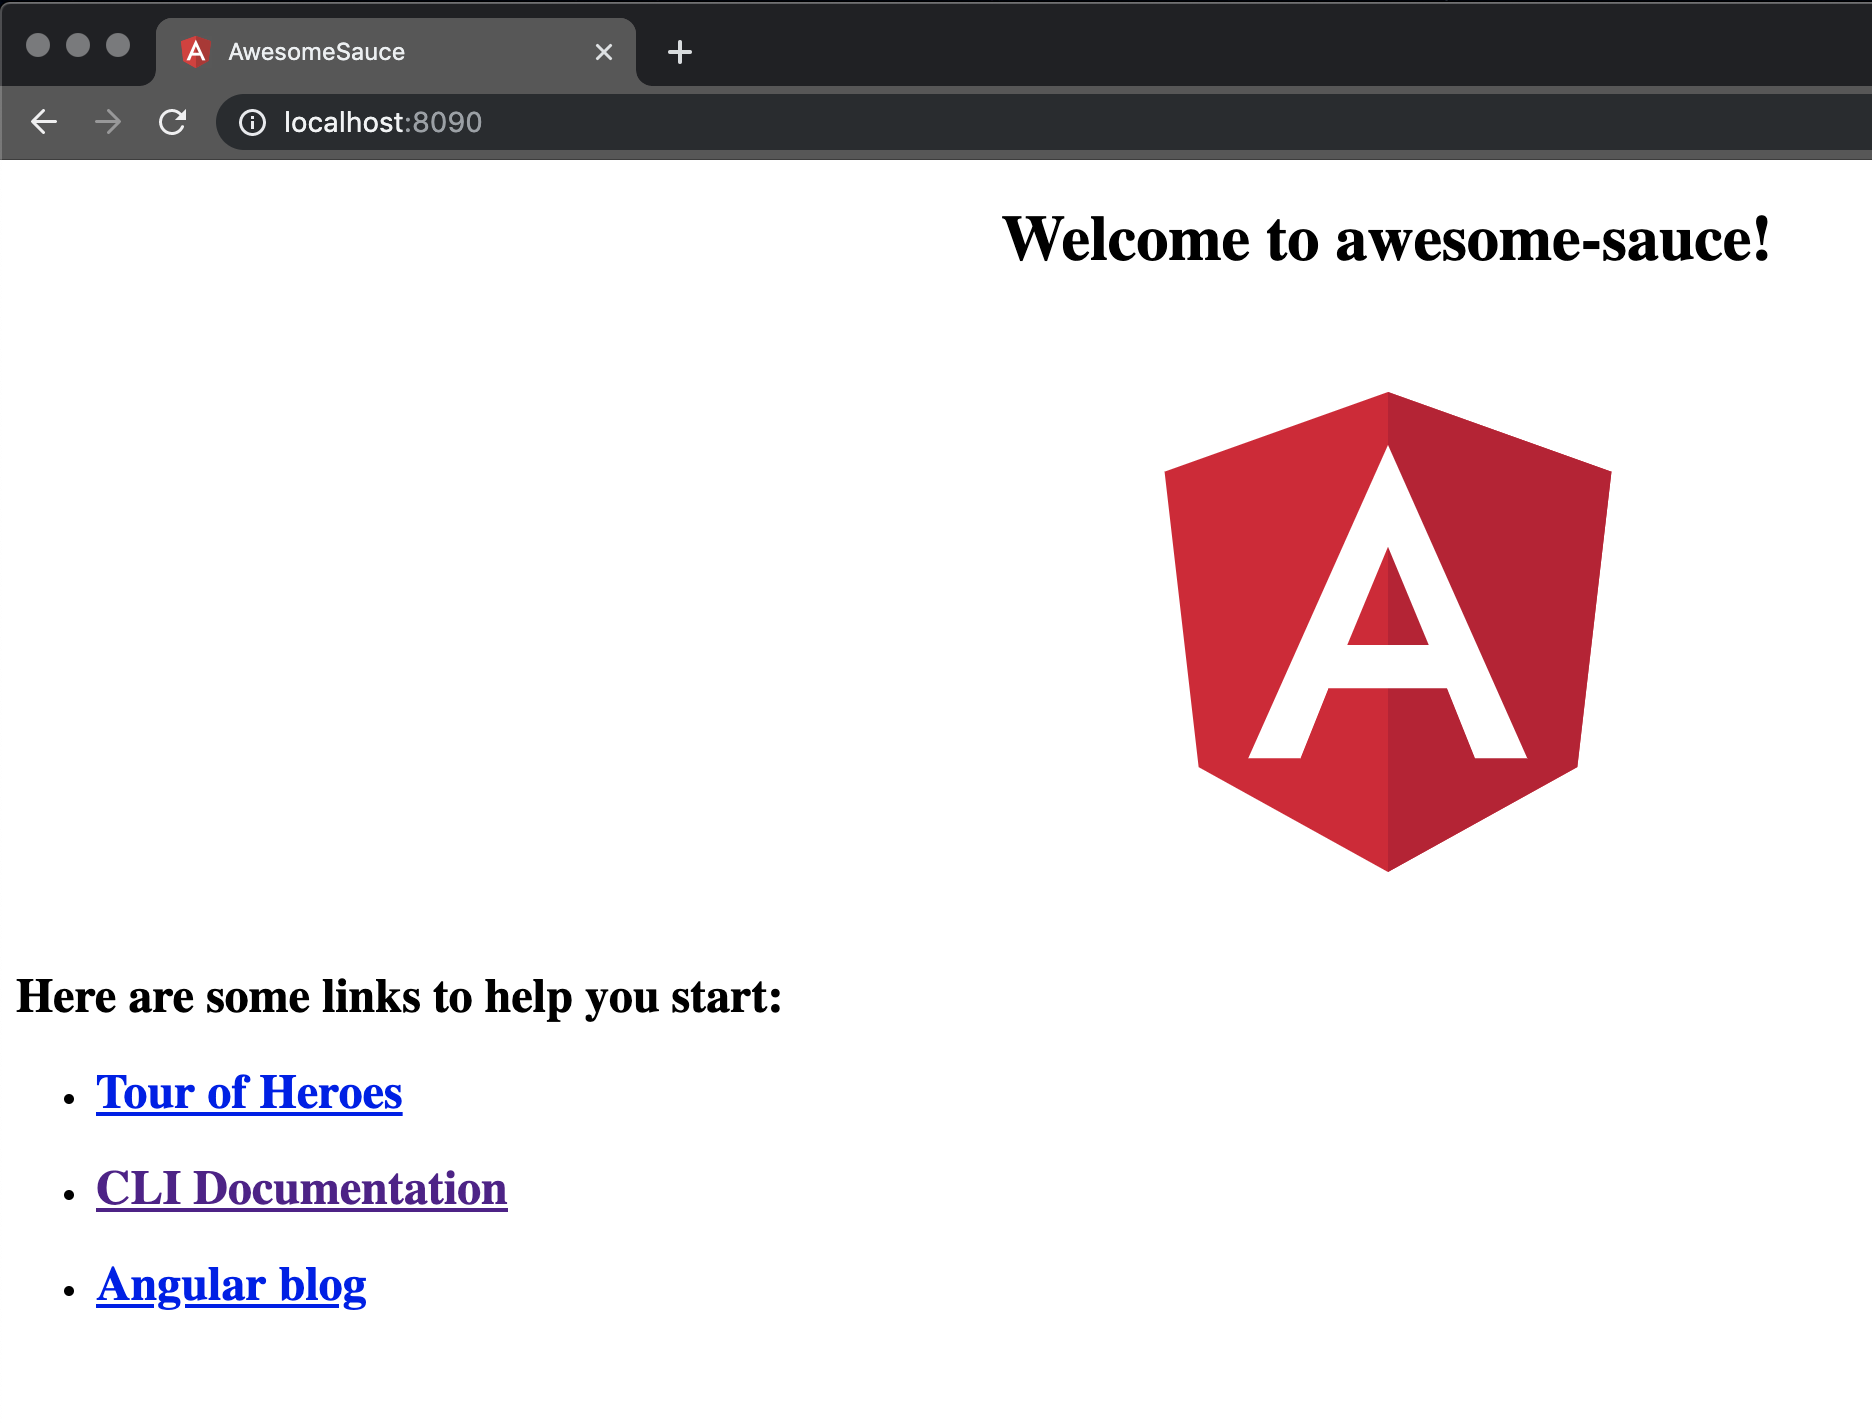 AwesomeSauce
localhost:8090
Welcome to awesome-sauce!
A
Here are some links to help you start:
Tour of Heroes
CLI Documentation
Angular blog